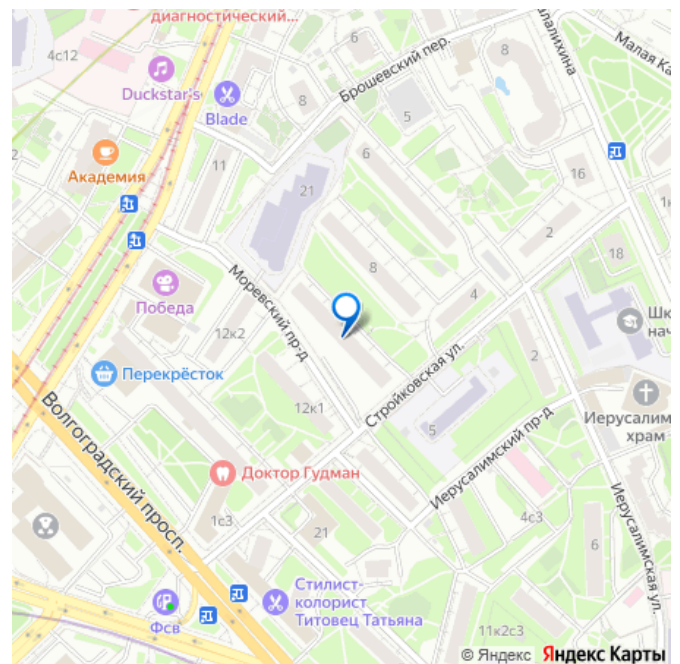 диагностический...
4с12
Duckstar's
Blade
8
Брошевский пер.
8
5
Малая Ка
алалихина
2
Академия
11
21
6
16
1к
2
18
8
4
Моревский пр-д
Победа
12к2
Шк
нач
2
Перекрёсток
Стройковская ул.
12к1
5
Иерусалим
храм
Волгоградский просп.
Доктор Гудман
Иерусалимский пр-д
1с3
21
4с3
6
Иерусалимская ул.
Стилист-
колорист
Титовец Татьяна
Фсв
11к2с3
© Яндекс Яндекс Карты